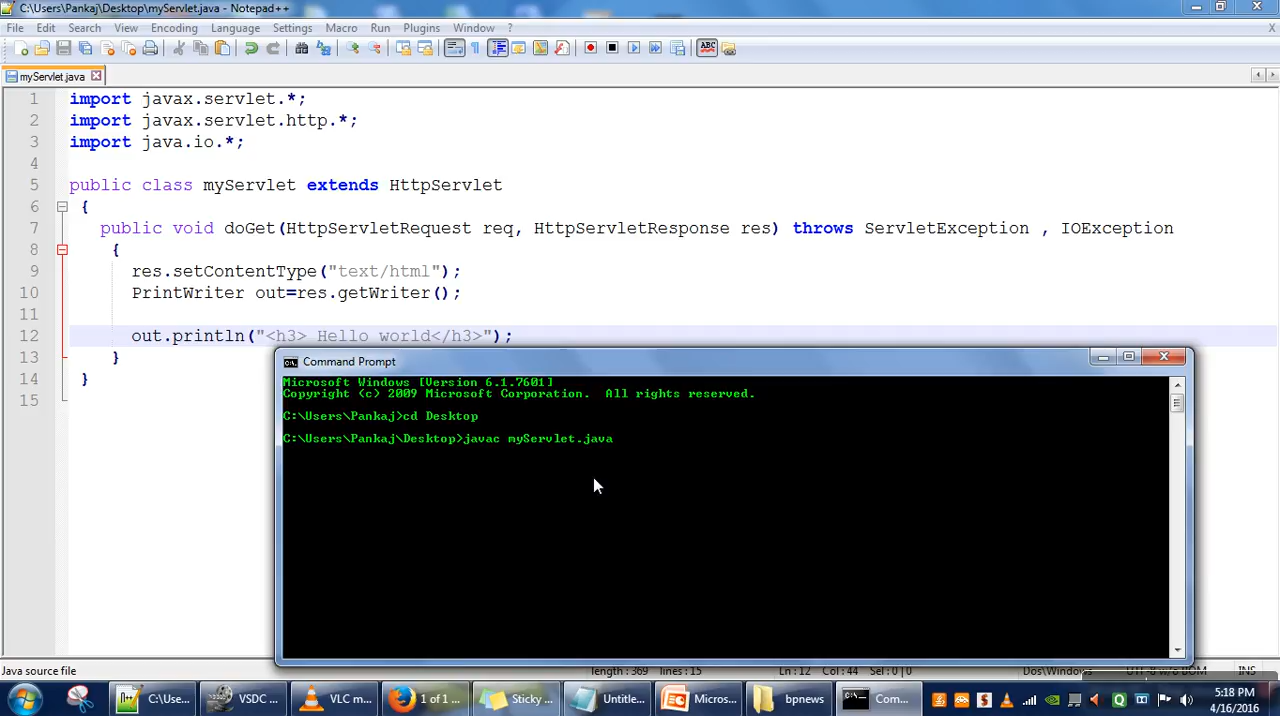 C:\Users\Pankaj\Desktop\myServlet.java - Notepad++
File Edit Search View Encoding Language Settings Macro Run Plugins Window ? X
ABC
myServlet.java
1 import javax.servlet.*;
2 import javax.servlet.http.*;
3 import java.io.*;
4
5 public class myServlet extends HttpServlet
6 {
7 public void doGet(HttpServletRequest req, HttpServletResponse res) throws ServletException , IOException
8 {
9 res.setContentType("text/html");
10 PrintWriter out=res.getWriter();
11
12 out.println("<h3> Hello world</h3>");
13 }
14 }
15
Command Prompt
Microsoft Windows [Version 6.1.7601]
Copyright (c) 2009 Microsoft Corporation. All rights reserved.
C:\Users\Pankaj>cd Desktop
C:\Users\Pankaj\Desktop>javac myServlet.java
Java source file length : 369 lines : 15 Ln : 12 Col : 44 Sel : 0 | 0 Dos\Windows UTF-8 w/o BOM INS
C:\Use... VSDC ... VLC m... 1 of 1 ... Sticky ... Untitle... Micros... bpnews Com... 5:18 PM
4/16/2016